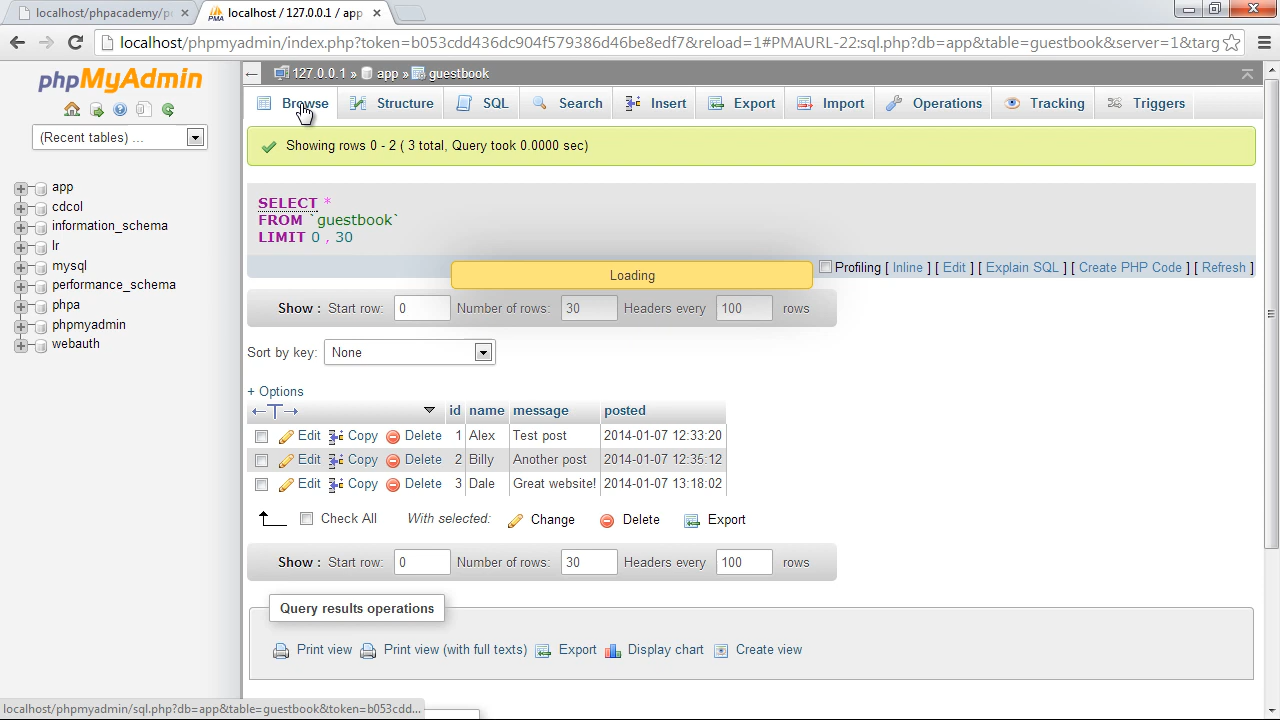 localhost/phpacademy/p
localhost / 127.0.0.1 / app
localhost/phpmyadmin/index.php?token=b053cdd436dc904f579386d46be8edf7&reload=1#PMAURL-22:sql.php?db=app&table=guestbook&server=1&targ
phpMyAdmin
(Recent tables) ...
app
cdcol
information_schema
lr
mysql
performance_schema
phpa
phpmyadmin
webauth
127.0.0.1 » app » guestbook
Browse Structure SQL Search Insert Export Import Operations Tracking Triggers
Showing rows 0 - 2 ( 3 total, Query took 0.0000 sec)
SELECT *
FROM `guestbook`
LIMIT 0 , 30
Loading
Profiling [ Inline ] [ Edit ] [ Explain SQL ] [ Create PHP Code ] [ Refresh ]
Show : Start row: 0 Number of rows: 30 Headers every 100 rows
Sort by key: None
+ Options
←T→ id name message posted
Edit Copy Delete 1 Alex Test post 2014-01-07 12:33:20
Edit Copy Delete 2 Billy Another post 2014-01-07 12:35:12
Edit Copy Delete 3 Dale Great website! 2014-01-07 13:18:02
Check All With selected: Change Delete Export
Show : Start row: 0 Number of rows: 30 Headers every 100 rows
Query results operations
Print view Print view (with full texts) Export Display chart Create view
localhost/phpmyadmin/sql.php?db=app&table=guestbook&token=b053cdd...